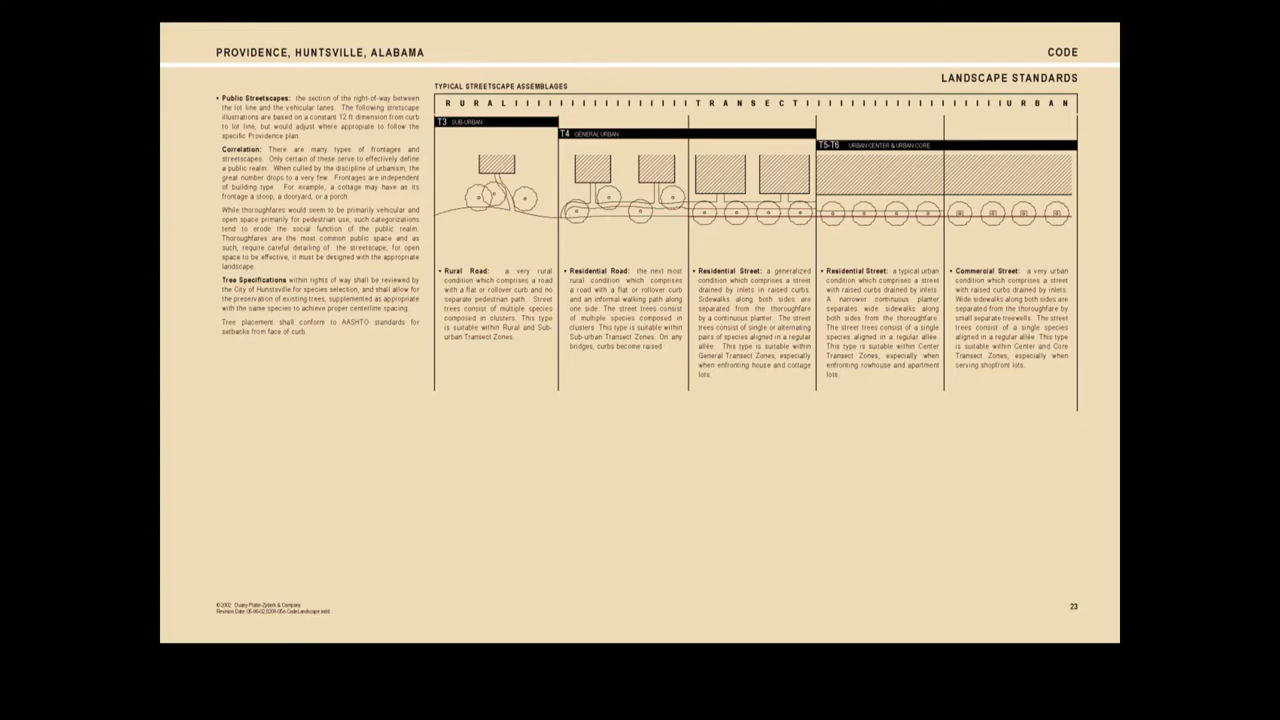 PROVIDENCE, HUNTSVILLE, ALABAMA
CODE
LANDSCAPE STANDARDS
• Public Streetscapes: the section of the right-of-way between
the lot line and the vehicular lanes. The following stretscape
illustrations are based on a constant 12 ft dimension from curb
to lot line, but would adjust where appropiate to follow the
specific Providence plan.
Correlation: There are many types of frontages and
streetscapes. Only certain of these serve to effectively define
a public realm. When culled by the discipline of urbanism, the
great number drops to a very few. Frontages are independent
of building type. For example, a cottage may have as its
frontage a stoop, a dooryard, or a porch.
While thoroughfares would seem to be primarily vehicular and
open space primarily for pedestrian use, such categorizations
tend to erode the social function of the public realm.
Thoroughfares are the most common public space and as
such, require careful detailing of the streetscape; for open
space to be effective, it must be designed with the appropriate
landscape.
Tree Specifications within rights of way shall be reviewed by
the City of Huntsville for species selection, and shall allow for
the preservation of existing trees, supplemented as appropriate
with the same species to achieve proper centerline spacing.
Tree placement shall conform to AASHTO standards for
setbacks from face of curb.
TYPICAL STREETSCAPE ASSEMBLAGES
R U R A L I I I I I I I I I I I I I I I T R A N S E C T I I I I I I I I I I I I I I I I I I U R B A N
T3 SUB-URBAN
T4 GENERAL URBAN
T5-T6 URBAN CENTER & URBAN CORE
• Rural Road: a very rural
condition which comprises a road
with a flat or rollover curb and no
separate pedestrian path. Street
trees consist of multiple species
composed in clusters. This type
is suitable within Rural and Sub-
urban Transect Zones.
• Residential Road: the next most
rural condition which comprises
a road with a flat or rollover curb
and an informal walking path along
one side. The street trees consist
of multiple species composed in
clusters. This type is suitable within
Sub-urban Transect Zones. On any
bridges, curbs become raised.
• Residential Street: a generalized
condition which comprises a street
drained by inlets in raised curbs.
Sidewalks along both sides are
separated from the thoroughfare
by a continuous planter. The street
trees consist of single or alternating
pairs of species aligned in a regular
allée. This type is suitable within
General Transect Zones, especially
when enfronting house and cottage
lots.
• Residential Street: a typical urban
condition which comprises a street
with raised curbs drained by inlets.
A narrower continuous planter
separates wide sidewalks along
both sides from the thoroughfare.
The street trees consist of a single
species aligned in a regular allée.
This type is suitable within Center
Transect Zones, especially when
enfronting rowhouse and apartment
lots.
• Commercial Street: a very urban
condition which comprises a street
with raised curbs drained by inlets.
Wide sidewalks along both sides are
separated from the thoroughfare by
small separate treewells. The street
trees consist of a single species
aligned in a regular allée. This type
is suitable within Center and Core
Transect Zones, especially when
serving shopfront lots.
©2002 Duany Plater-Zyberk & Company
Revision Date:
23